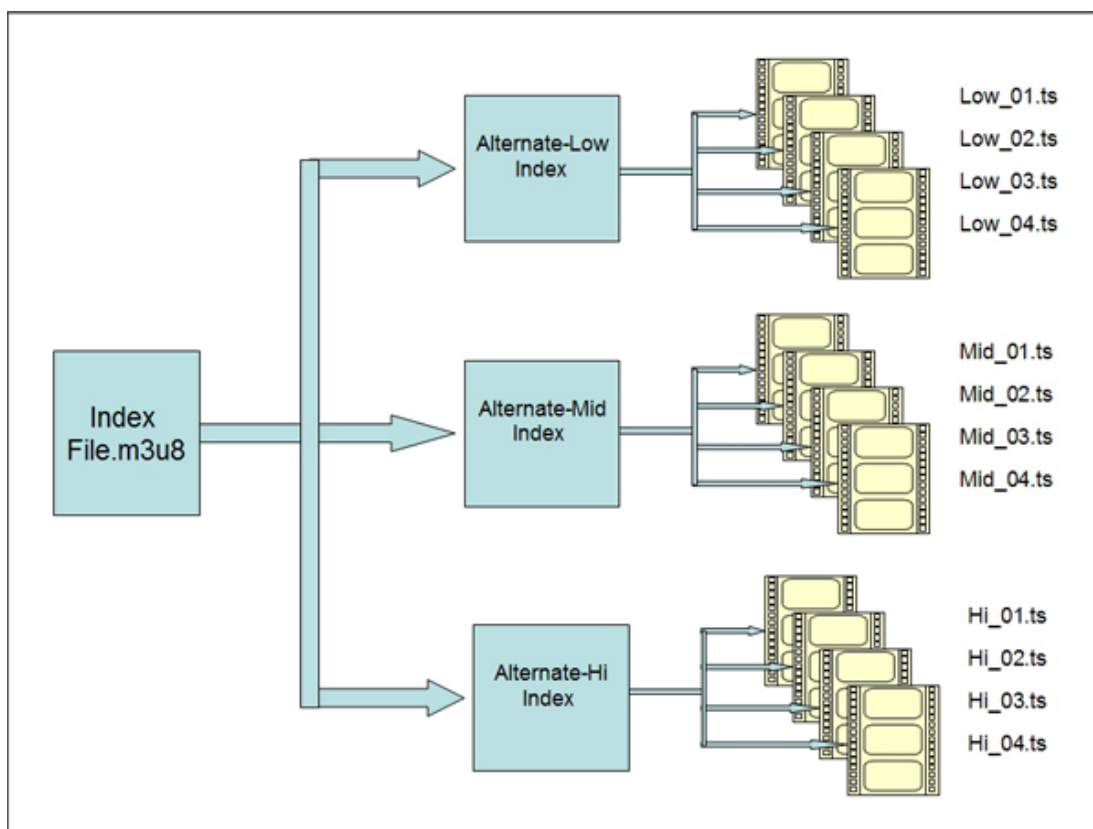 Alternate-Low
Index
Low_01.ts
Low_02.ts
Low_03.ts
Low_04.ts
Index
File.m3u8
Alternate-Mid
Index
Mid_01.ts
Mid_02.ts
Mid_03.ts
Mid_04.ts
Alternate-Hi
Index
Hi_01.ts
Hi_02.ts
Hi_03.ts
Hi_04.ts